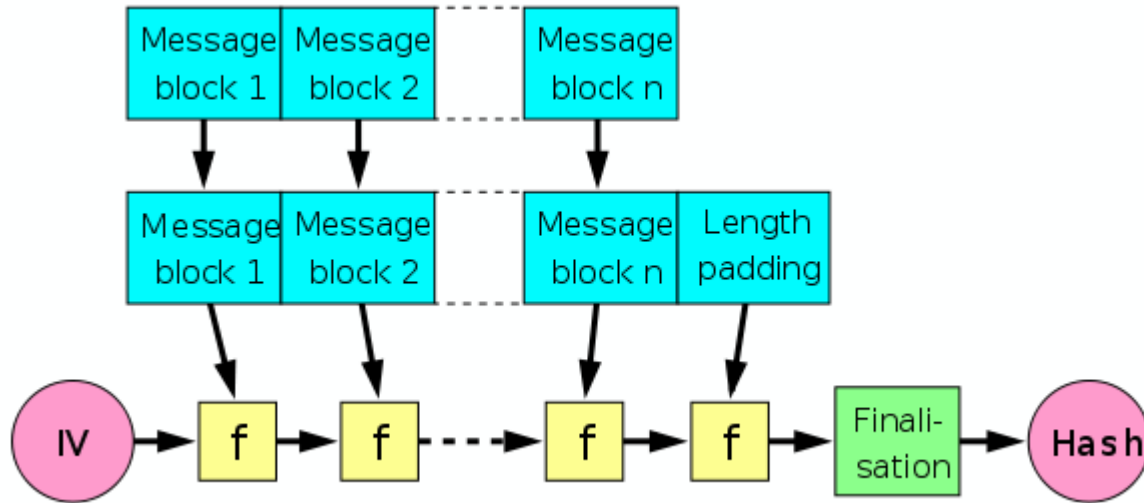 Message
block 1
Message
block 2
Message
block n
Message
block 1
Message
block 2
Message
block n
Length
padding
IV
f
f
f
f
Finali-
sation
Hash